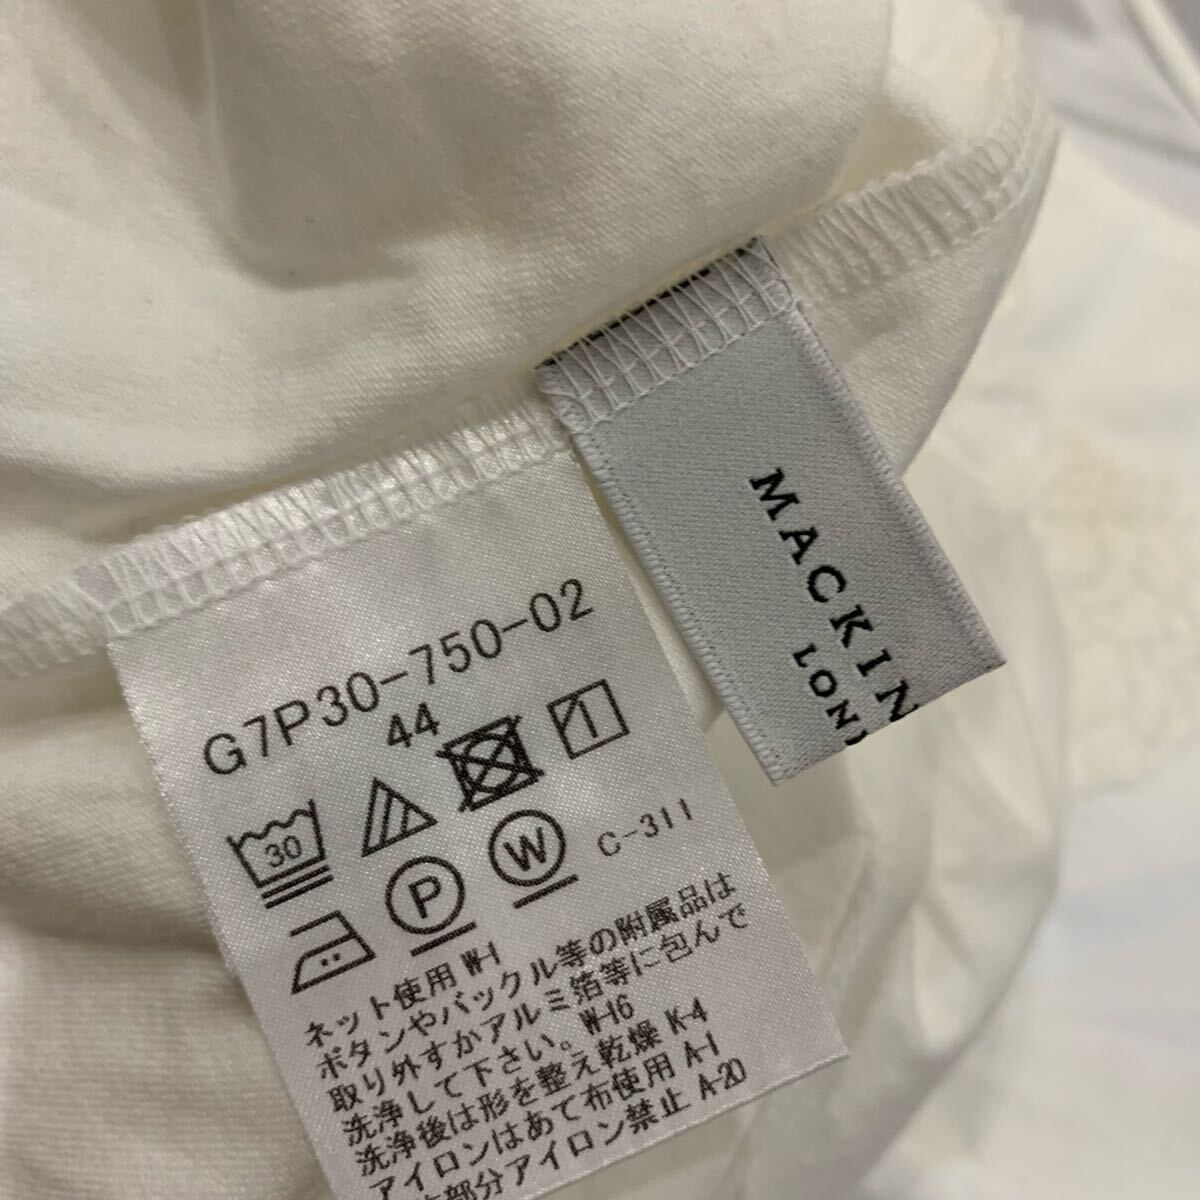 MACKIN
LON
G7P30-750-02
44
30
P
W
C-311
ネット使用 W-1
ボタンやバックル等の附属品は
取り外すかアルミ箔等に包んで
洗浄して下さい。W-16
洗浄後は形を整え乾燥 K-4
アイロンはあて布使用 A-1
部分アイロン禁止 A-20